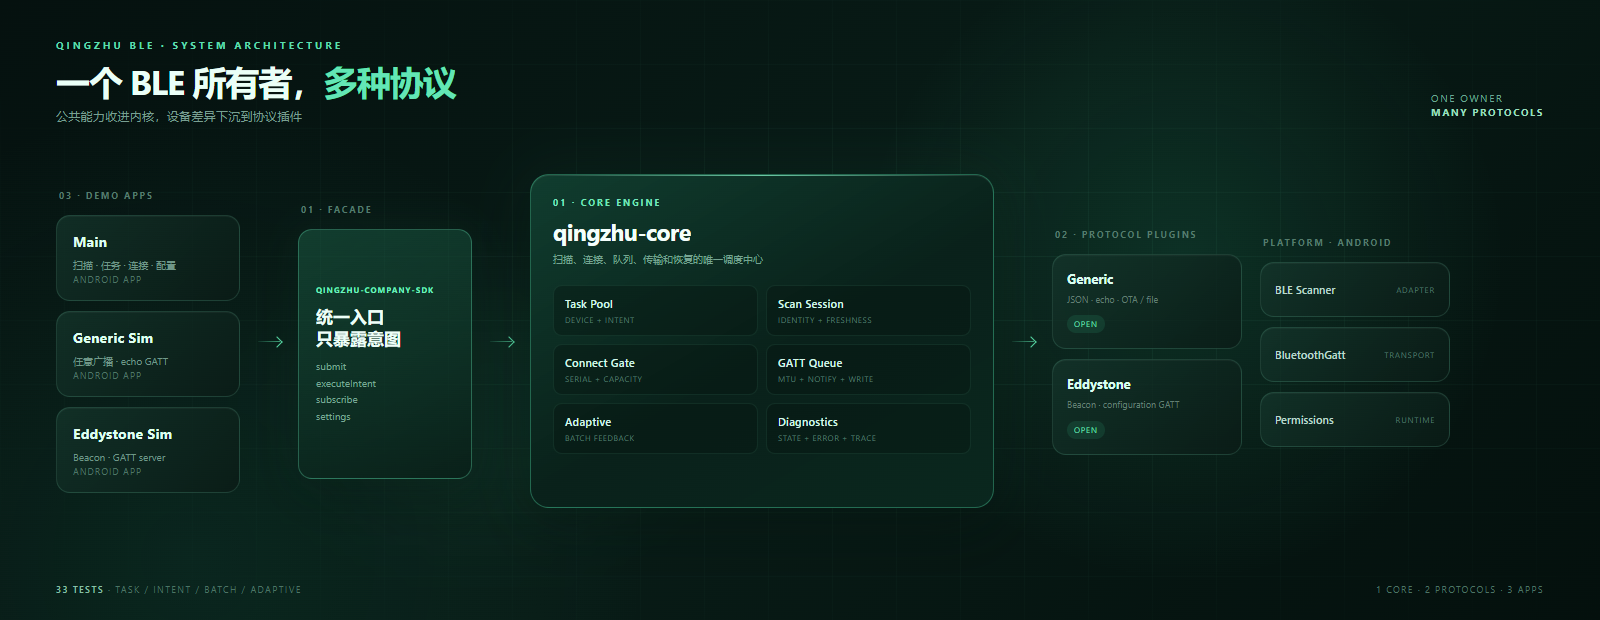 QINGZHU BLE · SYSTEM ARCHITECTURE
一个 BLE 所有者，多种协议
公共能力收进内核，设备差异下沉到协议插件
ONE OWNER
MANY PROTOCOLS
03 · DEMO APPS
Main
扫描 · 任务 · 连接 · 配置
ANDROID APP
Generic Sim
任意广播 · echo GATT
ANDROID APP
Eddystone Sim
Beacon · GATT server
ANDROID APP
01 · FACADE
QINGZHU-COMPANY-SDK
统一入口
只暴露意图
submit
executeIntent
subscribe
settings
01 · CORE ENGINE
qingzhu-core
扫描、连接、队列、传输和恢复的唯一调度中心
Task Pool
DEVICE + INTENT
Scan Session
IDENTITY + FRESHNESS
Connect Gate
SERIAL + CAPACITY
GATT Queue
MTU + NOTIFY + WRITE
Adaptive
BATCH FEEDBACK
Diagnostics
STATE + ERROR + TRACE
02 · PROTOCOL PLUGINS
Generic
JSON · echo · OTA / file
OPEN
Eddystone
Beacon · configuration GATT
OPEN
PLATFORM · ANDROID
BLE Scanner
ADAPTER
BluetoothGatt
TRANSPORT
Permissions
RUNTIME
33 TESTS · TASK / INTENT / BATCH / ADAPTIVE
1 CORE · 2 PROTOCOLS · 3 APPS